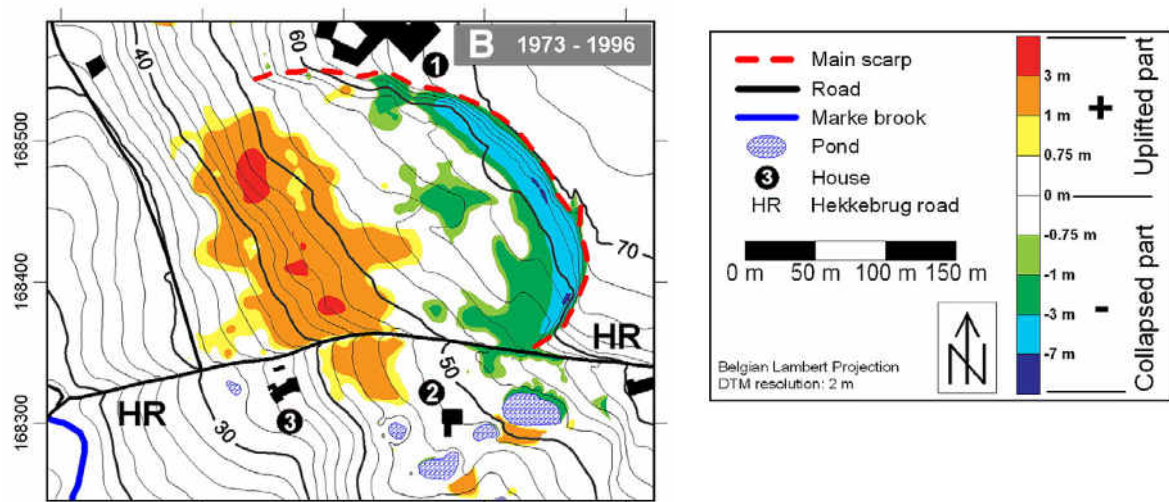 B 1973 - 1996
60
40
1
168500
70
168400
HR
50
2
HR
3
30
168300
Main scarp
Road
Marke brook
Pond
3 House
HR Hekkebrug road
0 m 50 m 100 m 150 m
Belgian Lambert Projection
DTM resolution: 2 m
N
3 m
1 m
0.75 m
0 m
-0.75 m
-1 m
-3 m
-7 m
+
-
Uplifted part
Collapsed part